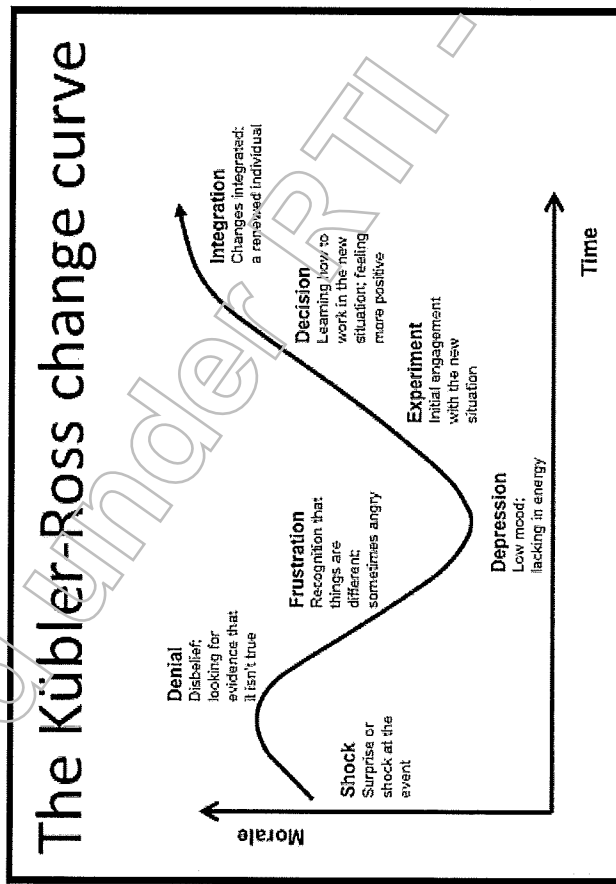 The Kübler-Ross change curve
Morale
Shock
Surprise or
shock at the
event
Denial
Disbelief;
looking for
evidence that
it isn't true
Frustration
Recognition that
things are
different;
sometimes angry
Depression
Low mood;
lacking in energy
Experiment
Initial engagement
with the new
situation
Decision
Learning how to
work in the new
situation; feeling
more positive
Integration
Changes integrated;
a renewed individual
Time
under RTI -